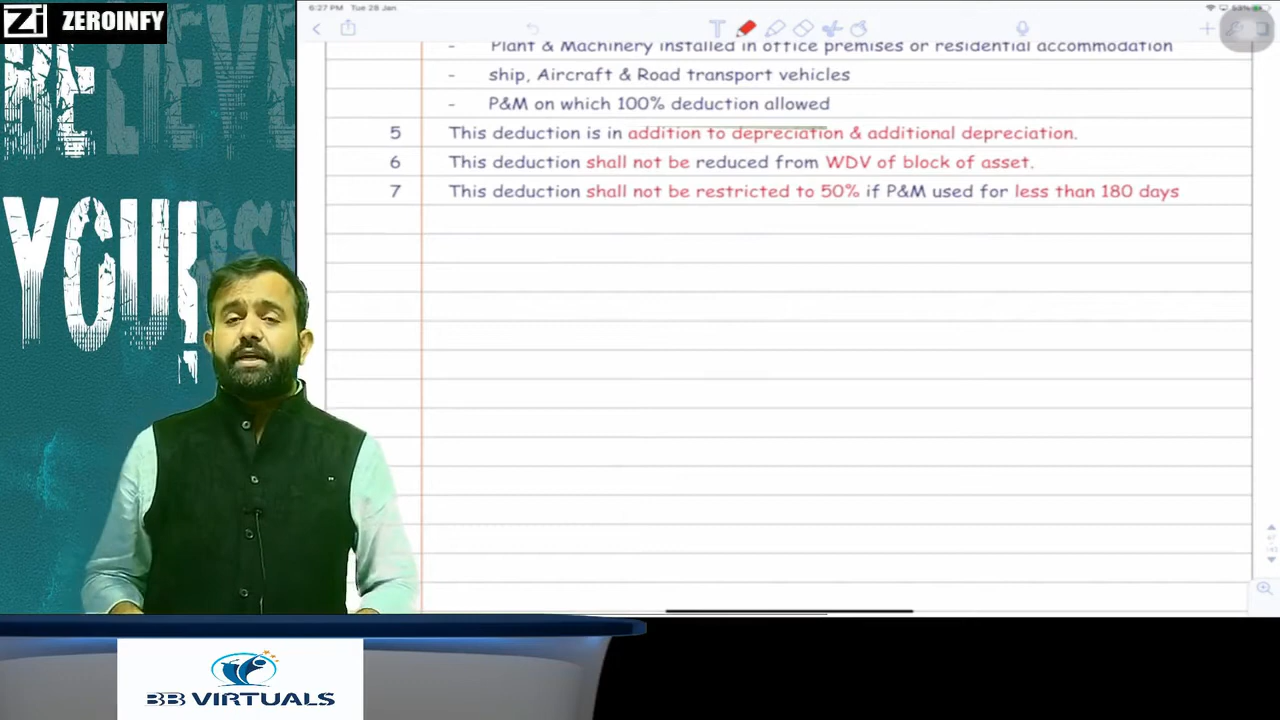 ZEROINFY
6:27 PM Tue 28 Jan
53%
BELIEVE
YOU!
- Plant & Machinery installed in office premises or residential accommodation
- ship, Aircraft & Road transport vehicles
- P&M on which 100% deduction allowed
5 This deduction is in addition to depreciation & additional depreciation.
6 This deduction shall not be reduced from WDV of block of asset.
7 This deduction shall not be restricted to 50% if P&M used for less than 180 days
BB VIRTUALS